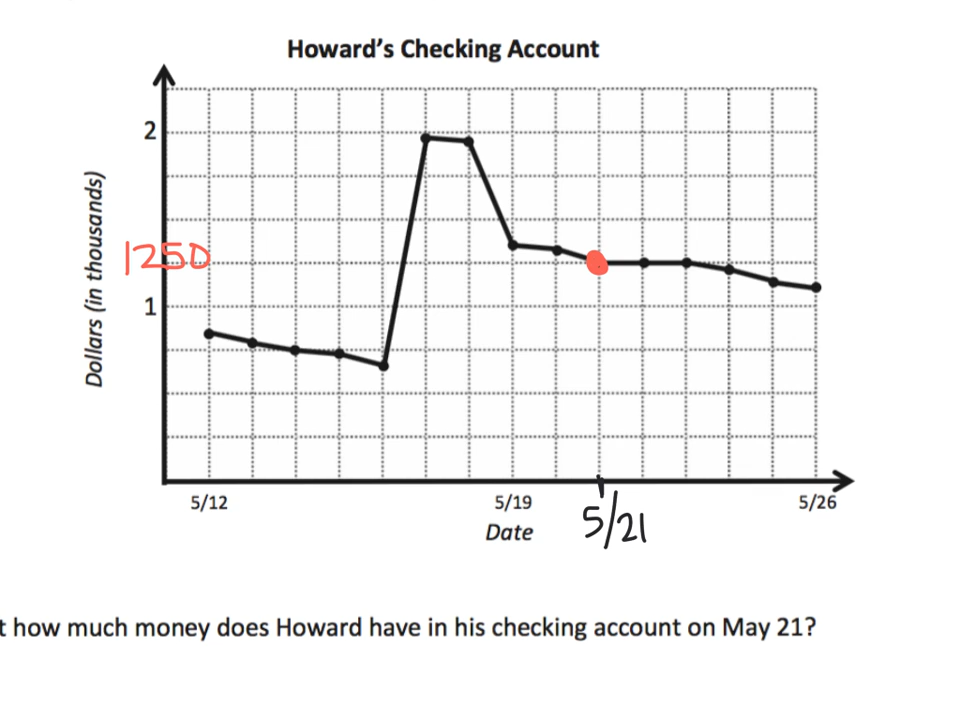 Howard's Checking Account
2
1250
1
Dollars (in thousands)
5/12
5/19
5/21
5/26
Date
t how much money does Howard have in his checking account on May 21?